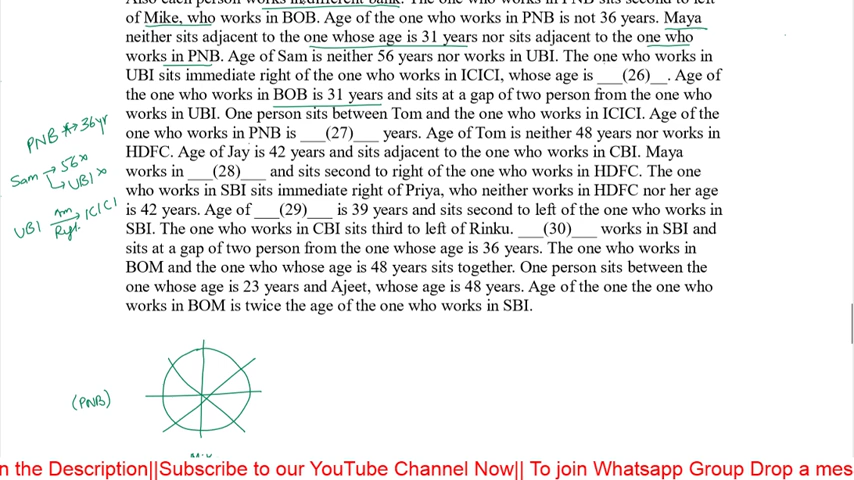 Also each person works in different bank. The one who works in PNB sits second to left
of Mike, who works in BOB. Age of the one who works in PNB is not 36 years. Maya
neither sits adjacent to the one whose age is 31 years nor sits adjacent to the one who
works in PNB. Age of Sam is neither 56 years nor works in UBI. The one who works in
UBI sits immediate right of the one who works in ICICI, whose age is ___(26)__. Age of
the one who works in BOB is 31 years and sits at a gap of two person from the one who
works in UBI. One person sits between Tom and the one who works in ICICI. Age of the
one who works in PNB is ___(27)___ years. Age of Tom is neither 48 years nor works in
HDFC. Age of Jay is 42 years and sits adjacent to the one who works in CBI. Maya
works in ___(28)___ and sits second to right of the one who works in HDFC. The one
who works in SBI sits immediate right of Priya, who neither works in HDFC nor her age
is 42 years. Age of ___(29)___ is 39 years and sits second to left of the one who works in
SBI. The one who works in CBI sits third to left of Rinku. ___(30)___ works in SBI and
sits at a gap of two person from the one whose age is 36 years. The one who works in
BOM and the one whose age is 48 years sits together. One person sits between the
one whose age is 23 years and Ajeet, whose age is 48 years. Age of the one the one who
works in BOM is twice the age of the one who works in SBI.
PNB 36yr
Sam → 56 x
UBI x
UBI Im Rgt. ICICI
(PNB)
n the Description||Subscribe to our YouTube Channel Now|| To join Whatsapp Group Drop a mes